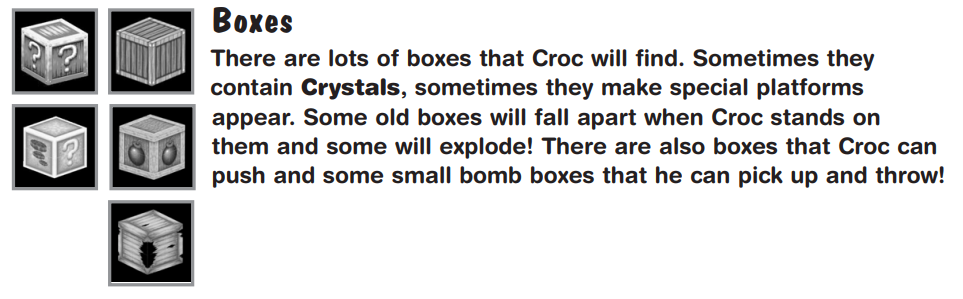 Boxes
There are lots of boxes that Croc will find. Sometimes they
contain Crystals, sometimes they make special platforms
appear. Some old boxes will fall apart when Croc stands on
them and some will explode! There are also boxes that Croc can
push and some small bomb boxes that he can pick up and throw!
? ?
?